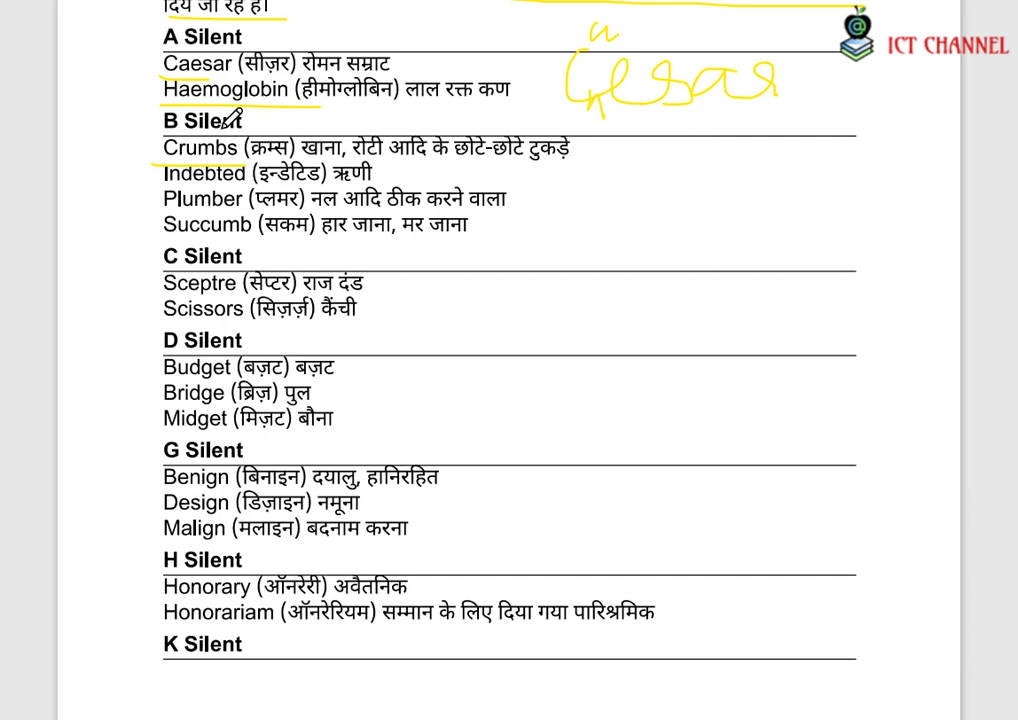 दिये जा रहे हैं।
ICT CHANNEL
A Silent
Caesar (सीज़र) रोमन सम्राट
Haemoglobin (हीमोग्लोबिन) लाल रक्त कण
B Silent
Crumbs (क्रम्स) खाना, रोटी आदि के छोटे-छोटे टुकड़े
Indebted (इन्डेटिड) ऋणी
Plumber (प्लमर) नल आदि ठीक करने वाला
Succumb (सकम) हार जाना, मर जाना
C Silent
Sceptre (सेप्टर) राज दंड
Scissors (सिज़र्ज़) कैंची
D Silent
Budget (बज़ट) बज़ट
Bridge (ब्रिज़) पुल
Midget (मिज़ट) बौना
G Silent
Benign (बिनाइन) दयालु, हानिरहित
Design (डिज़ाइन) नमूना
Malign (मलाइन) बदनाम करना
H Silent
Honorary (ऑनरेरी) अवैतनिक
Honorariam (ऑनरेरियम) सम्मान के लिए दिया गया पारिश्रमिक
K Silent